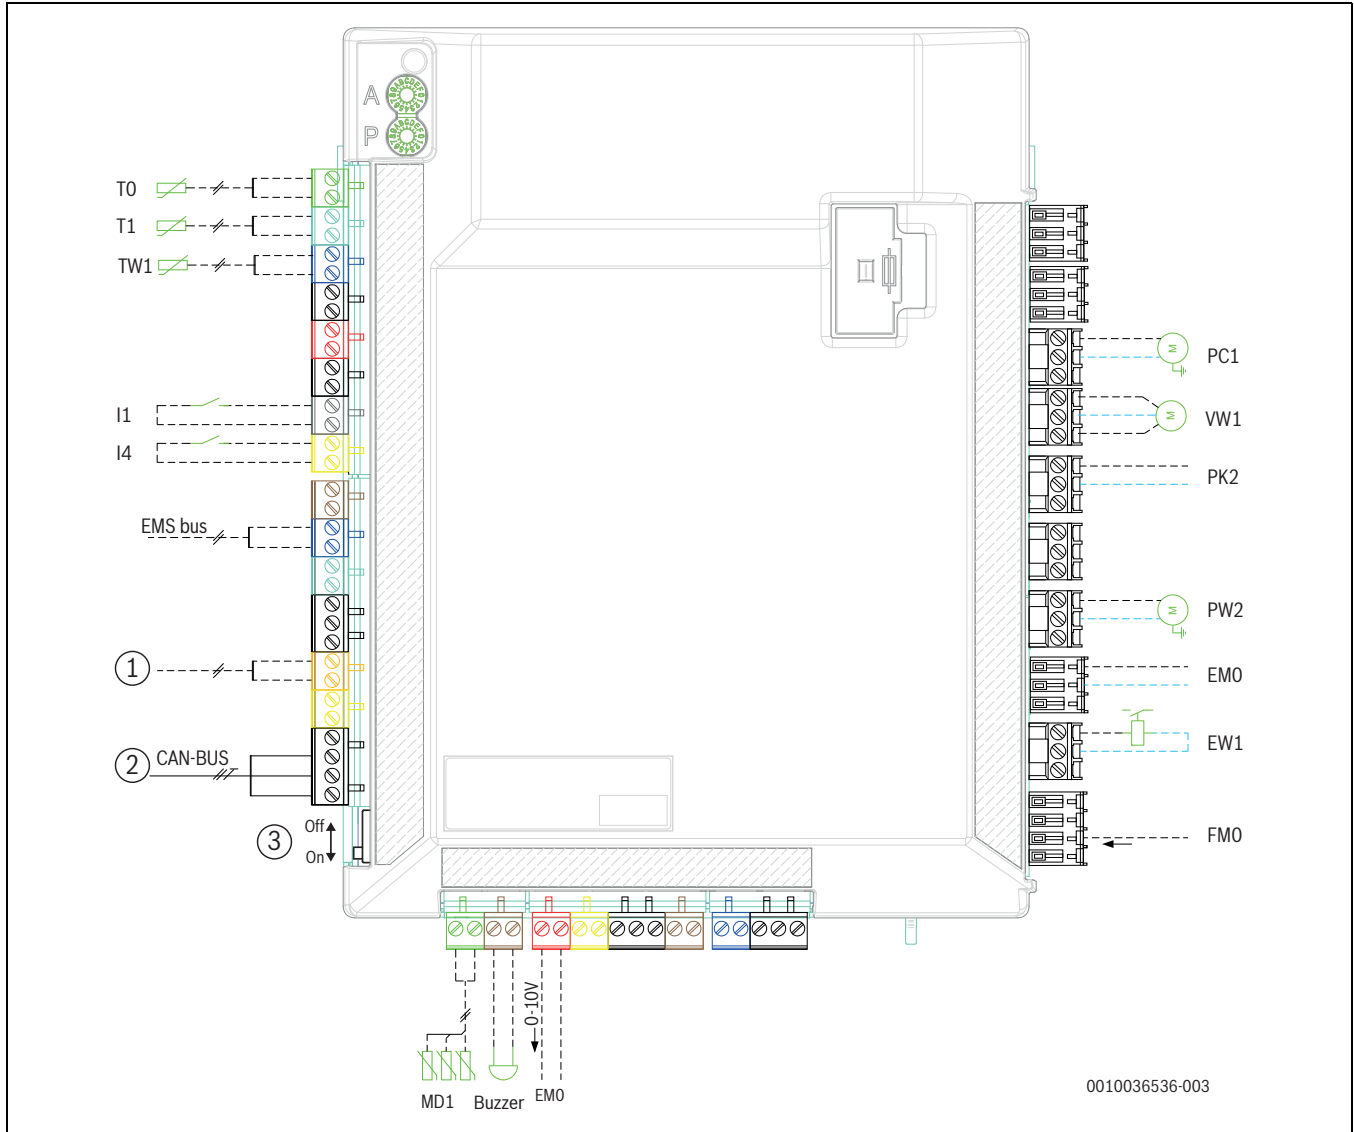 A
P
T0
T1
TW1
I1
I4
EMS bus
1
2 CAN-BUS
3 Off
On
M PC1
M VW1
PK2
M PW2
EM0
EW1
FM0
0-10V
MD1 Buzzer EM0
0010036536-003